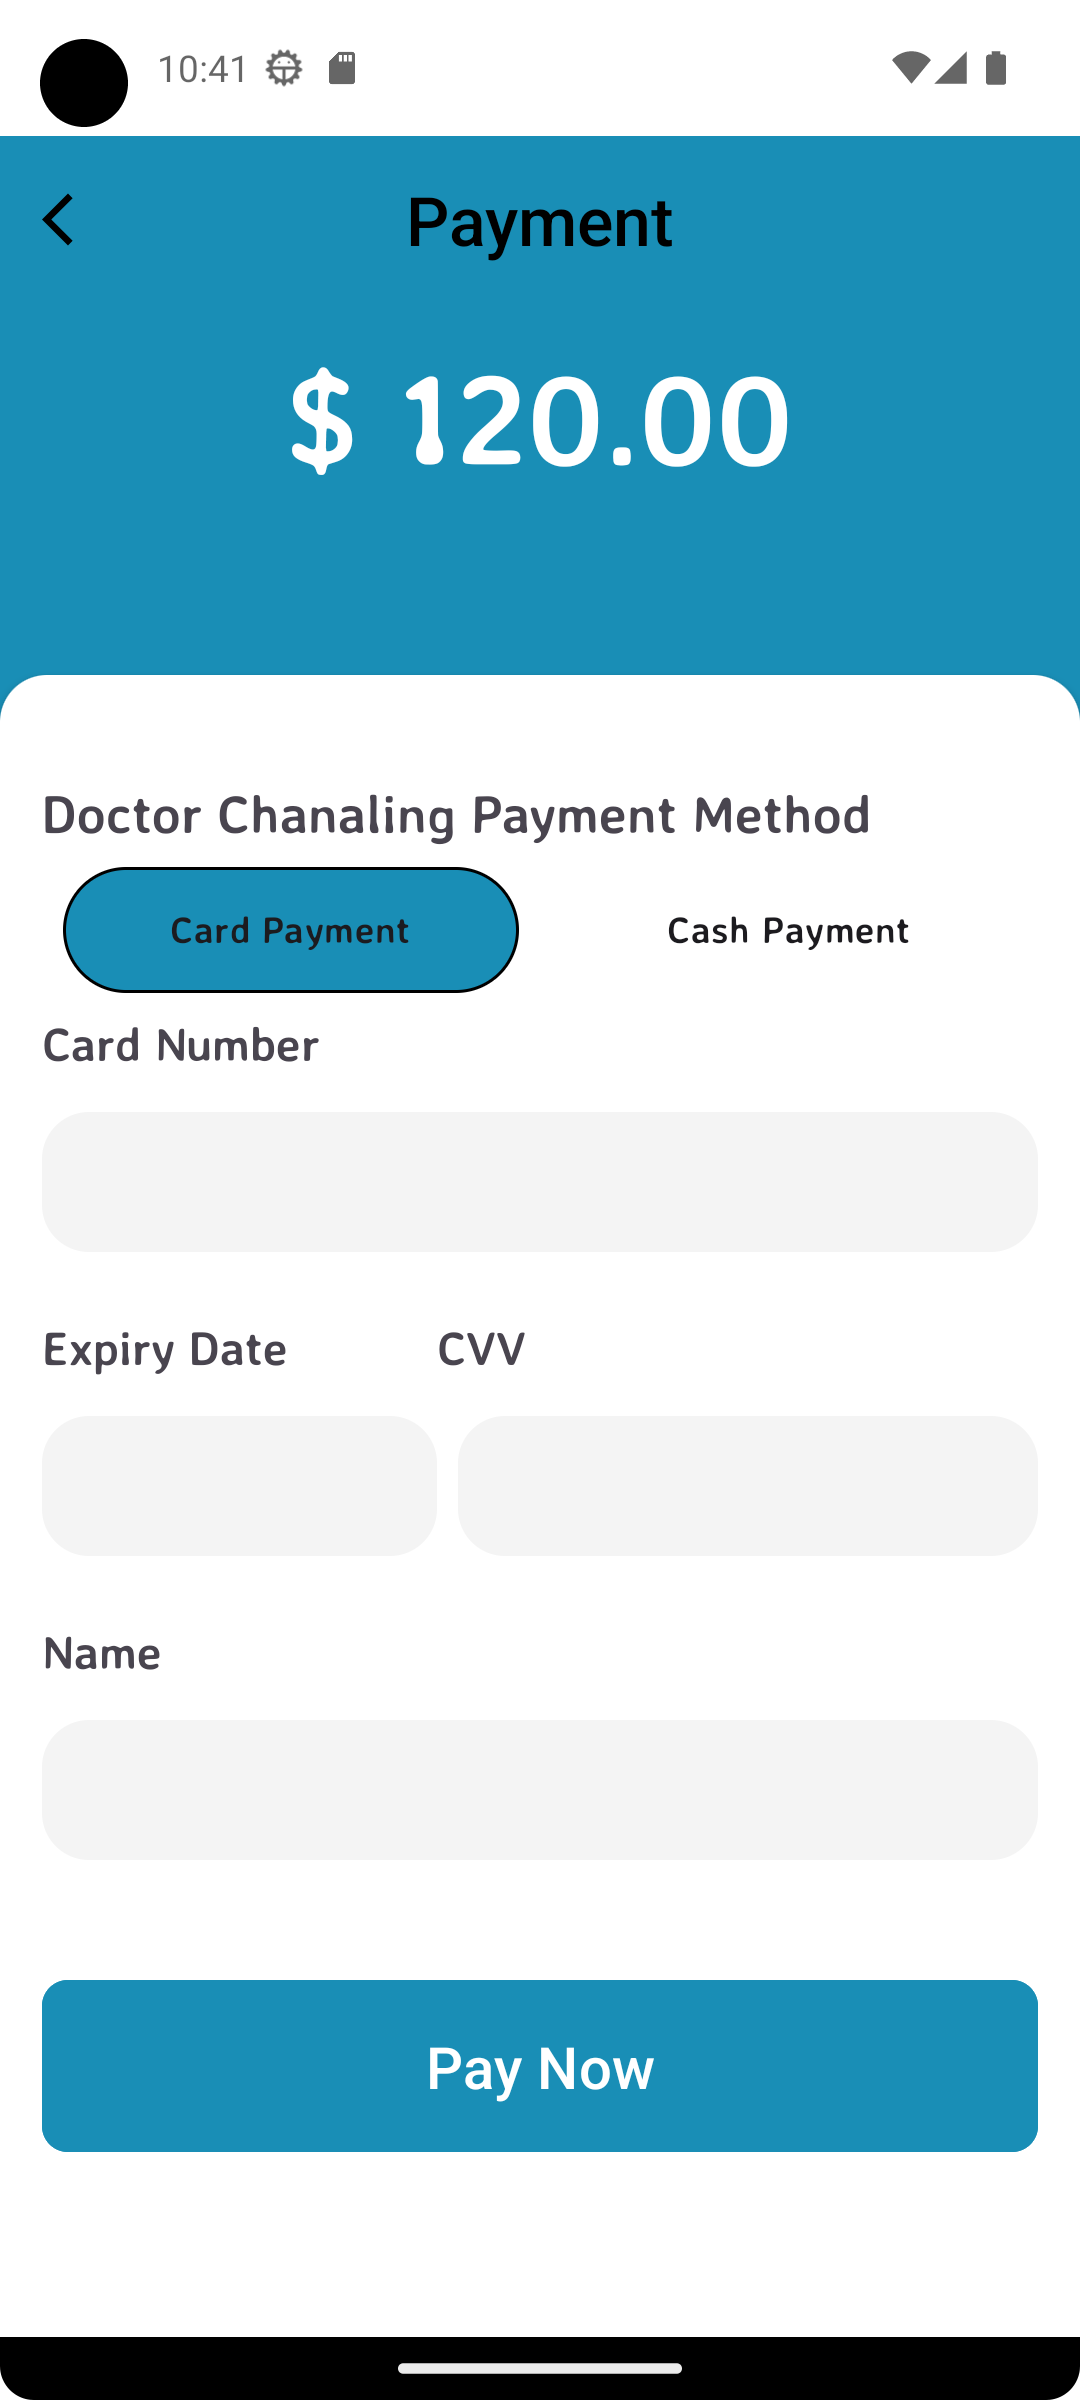 10:41
Payment
$ 120.00
Doctor Chanaling Payment Method
Card Payment Cash Payment
Card Number
Expiry Date CVV
Name
Pay Now